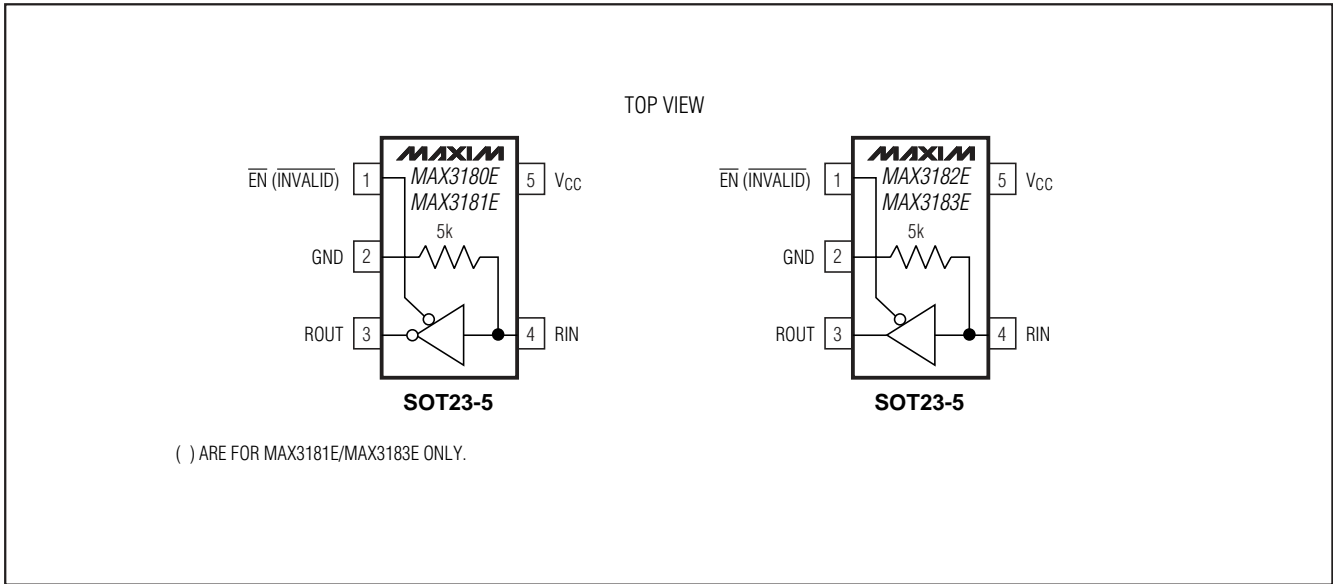 TOP VIEW
MAXIM
MAX3180E
MAX3181E
5k
EN (INVALID) 1
5 VCC
GND 2
ROUT 3
4 RIN
SOT23-5
MAXIM
MAX3182E
MAX3183E
5k
EN (INVALID) 1
5 VCC
GND 2
ROUT 3
4 RIN
SOT23-5
( ) ARE FOR MAX3181E/MAX3183E ONLY.